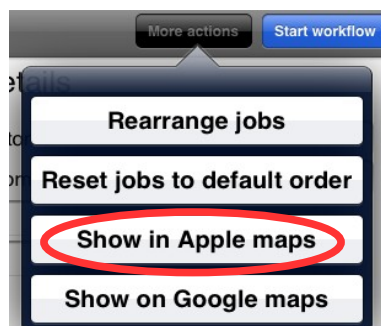 More actions
Start workflow
etails
Rearrange jobs
Reset jobs to default order
Show in Apple maps
Show on Google maps